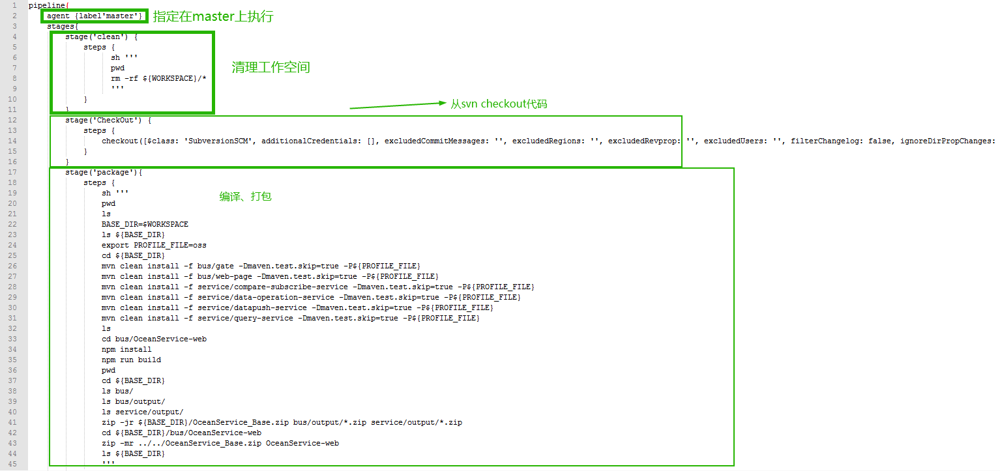 1 pipeline{
2 agent {label'master'} 指定在master上执行
3 stages{
4 stage('clean') {
5 steps {
6 sh '''
7 pwd 清理工作空间
8 rm -rf ${WORKSPACE}/*
9 '''
10 }
11 } 从svn checkout代码
12 stage('CheckOut') {
13 steps {
14 checkout([$class: 'SubversionSCM', additionalCredentials: [], excludedCommitMessages: '', excludedRegions: '', excludedRevprop: '', excludedUsers: '', filterChangelog: false, ignoreDirPropChanges:
15 }
16 }
17 stage('package'){
18 steps {
19 sh ''' 编译、打包
20 pwd
21 ls
22 BASE_DIR=$WORKSPACE
23 ls ${BASE_DIR}
24 export PROFILE_FILE=oss
25 cd ${BASE_DIR}
26 mvn clean install -f bus/gate -Dmaven.test.skip=true -P${PROFILE_FILE}
27 mvn clean install -f bus/web-page -Dmaven.test.skip=true -P${PROFILE_FILE}
28 mvn clean install -f service/compare-subscribe-service -Dmaven.test.skip=true -P${PROFILE_FILE}
29 mvn clean install -f service/data-operation-service -Dmaven.test.skip=true -P${PROFILE_FILE}
30 mvn clean install -f service/datapush-service -Dmaven.test.skip=true -P${PROFILE_FILE}
31 mvn clean install -f service/query-service -Dmaven.test.skip=true -P${PROFILE_FILE}
32 ls
33 cd bus/OceanService-web
34 npm install
35 npm run build
36 pwd
37 cd ${BASE_DIR}
38 ls bus/
39 ls bus/output/
40 ls service/output/
41 zip -jr ${BASE_DIR}/OceanService_Base.zip bus/output/*.zip service/output/*.zip
42 cd ${BASE_DIR}/bus/OceanService-web
43 zip -mr ../../OceanService_Base.zip OceanService-web
44 ls ${BASE_DIR}
45 '''